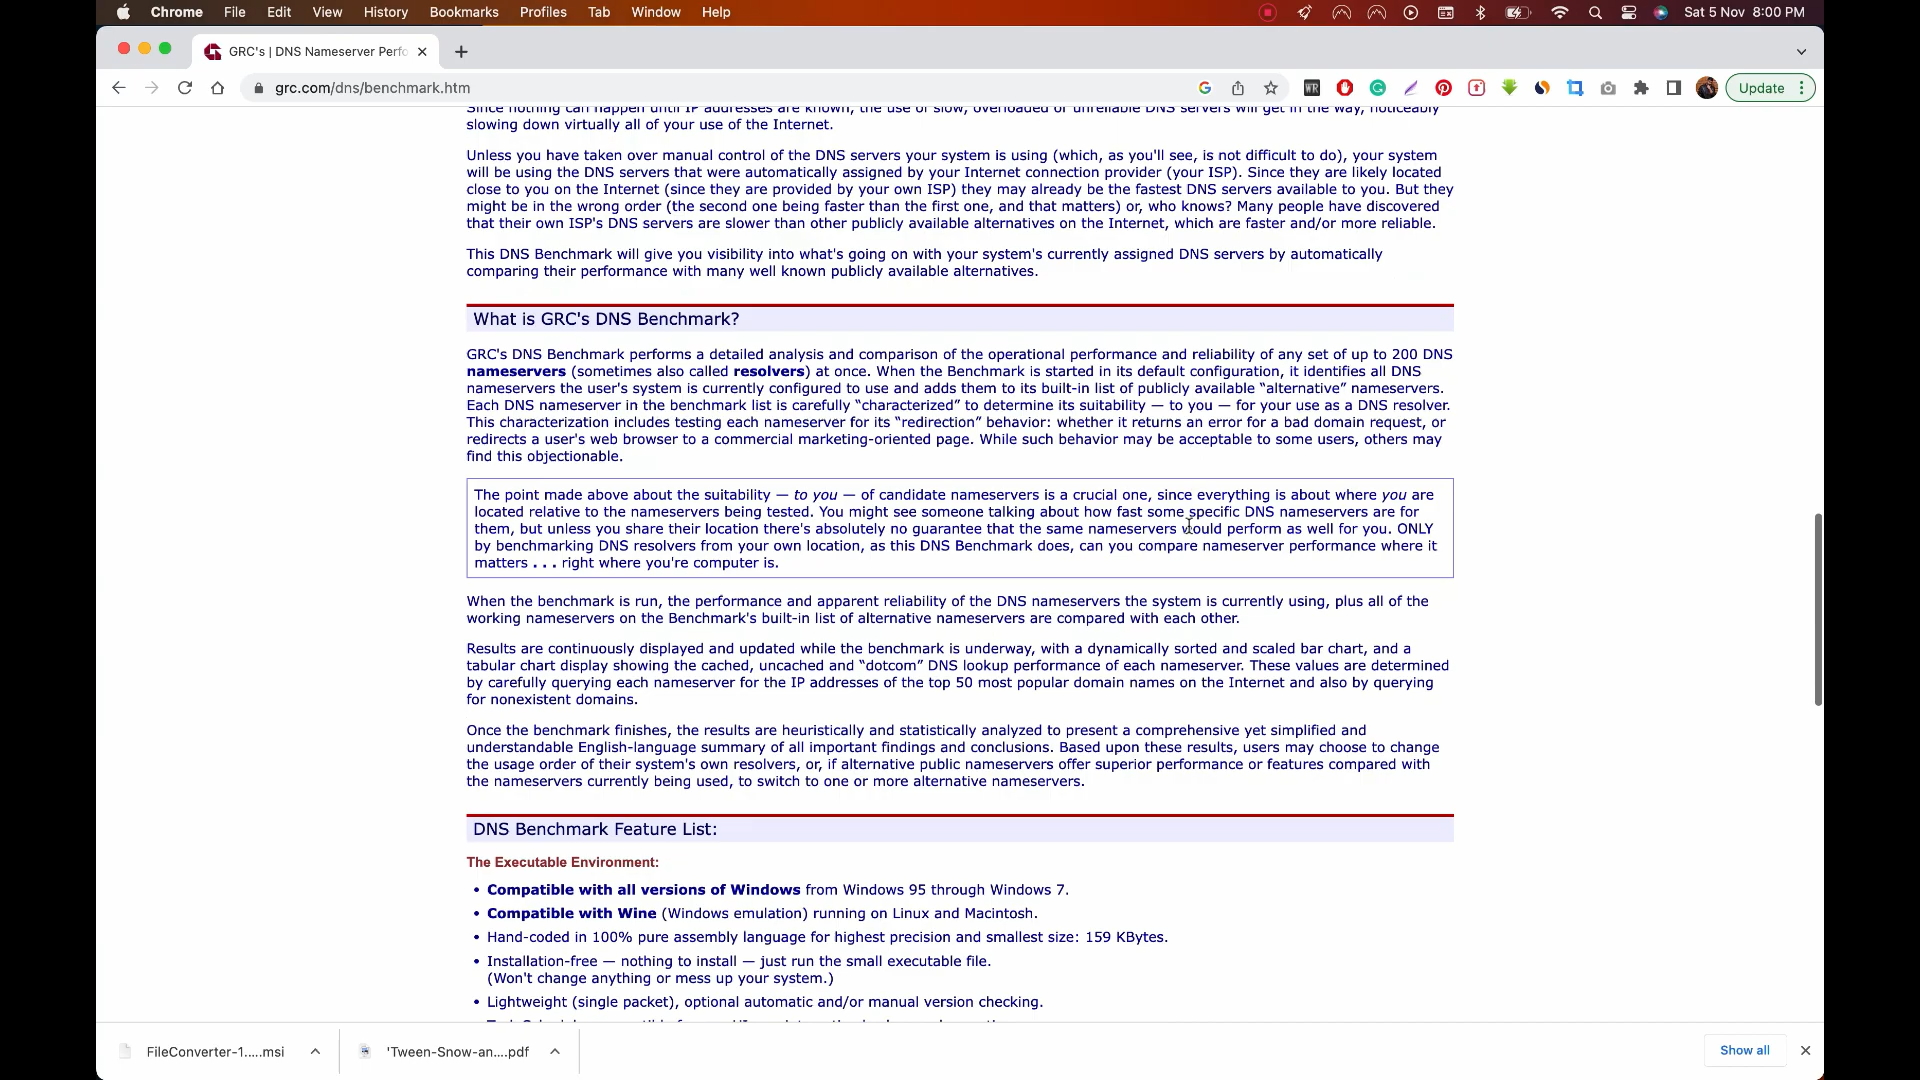 Chrome File Edit View History Bookmarks Profiles Tab Window Help Sat 5 Nov 8:00 PM
GRC's | DNS Nameserver Perfo
grc.com/dns/benchmark.htm
Update
Since nothing can happen until IP addresses are known, the use of slow, overloaded or unreliable DNS servers will get in the way, noticeably
slowing down virtually all of your use of the Internet.
Unless you have taken over manual control of the DNS servers your system is using (which, as you'll see, is not difficult to do), your system
will be using the DNS servers that were automatically assigned by your Internet connection provider (your ISP). Since they are likely located
close to you on the Internet (since they are provided by your own ISP) they may already be the fastest DNS servers available to you. But they
might be in the wrong order (the second one being faster than the first one, and that matters) or, who knows? Many people have discovered
that their own ISP's DNS servers are slower than other publicly available alternatives on the Internet, which are faster and/or more reliable.
This DNS Benchmark will give you visibility into what's going on with your system's currently assigned DNS servers by automatically
comparing their performance with many well known publicly available alternatives.
What is GRC's DNS Benchmark?
GRC's DNS Benchmark performs a detailed analysis and comparison of the operational performance and reliability of any set of up to 200 DNS
nameservers (sometimes also called resolvers) at once. When the Benchmark is started in its default configuration, it identifies all DNS
nameservers the user's system is currently configured to use and adds them to its built-in list of publicly available “alternative” nameservers.
Each DNS nameserver in the benchmark list is carefully “characterized” to determine its suitability — to you — for your use as a DNS resolver.
This characterization includes testing each nameserver for its “redirection” behavior: whether it returns an error for a bad domain request, or
redirects a user's web browser to a commercial marketing-oriented page. While such behavior may be acceptable to some users, others may
find this objectionable.
The point made above about the suitability — to you — of candidate nameservers is a crucial one, since everything is about where you are
located relative to the nameservers being tested. You might see someone talking about how fast some specific DNS nameservers are for
them, but unless you share their location there's absolutely no guarantee that the same nameservers would perform as well for you. ONLY
by benchmarking DNS resolvers from your own location, as this DNS Benchmark does, can you compare nameserver performance where it
matters . . . right where you're computer is.
When the benchmark is run, the performance and apparent reliability of the DNS nameservers the system is currently using, plus all of the
working nameservers on the Benchmark's built-in list of alternative nameservers are compared with each other.
Results are continuously displayed and updated while the benchmark is underway, with a dynamically sorted and scaled bar chart, and a
tabular chart display showing the cached, uncached and “dotcom” DNS lookup performance of each nameserver. These values are determined
by carefully querying each nameserver for the IP addresses of the top 50 most popular domain names on the Internet and also by querying
for nonexistent domains.
Once the benchmark finishes, the results are heuristically and statistically analyzed to present a comprehensive yet simplified and
understandable English-language summary of all important findings and conclusions. Based upon these results, users may choose to change
the usage order of their system's own resolvers, or, if alternative public nameservers offer superior performance or features compared with
the nameservers currently being used, to switch to one or more alternative nameservers.
DNS Benchmark Feature List:
The Executable Environment:
• Compatible with all versions of Windows from Windows 95 through Windows 7.
• Compatible with Wine (Windows emulation) running on Linux and Macintosh.
• Hand-coded in 100% pure assembly language for highest precision and smallest size: 159 KBytes.
• Installation-free — nothing to install — just run the small executable file.
(Won't change anything or mess up your system.)
• Lightweight (single packet), optional automatic and/or manual version checking.
FileConverter-1.....msi 'Tween-Snow-an....pdf Show all